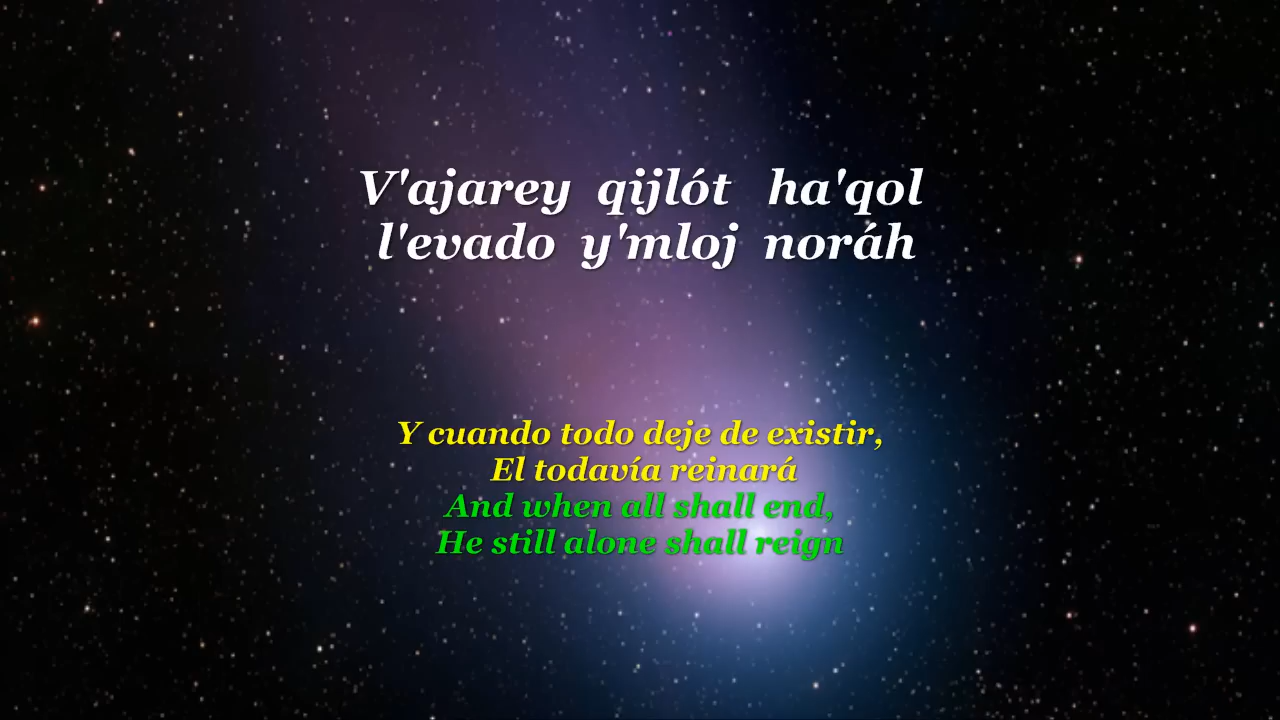 V'ajarey qijlót ha'qol
l'evado y'mloj noráh
Y cuando todo deje de existir,
El todavía reinará
And when all shall end,
He still alone shall reign